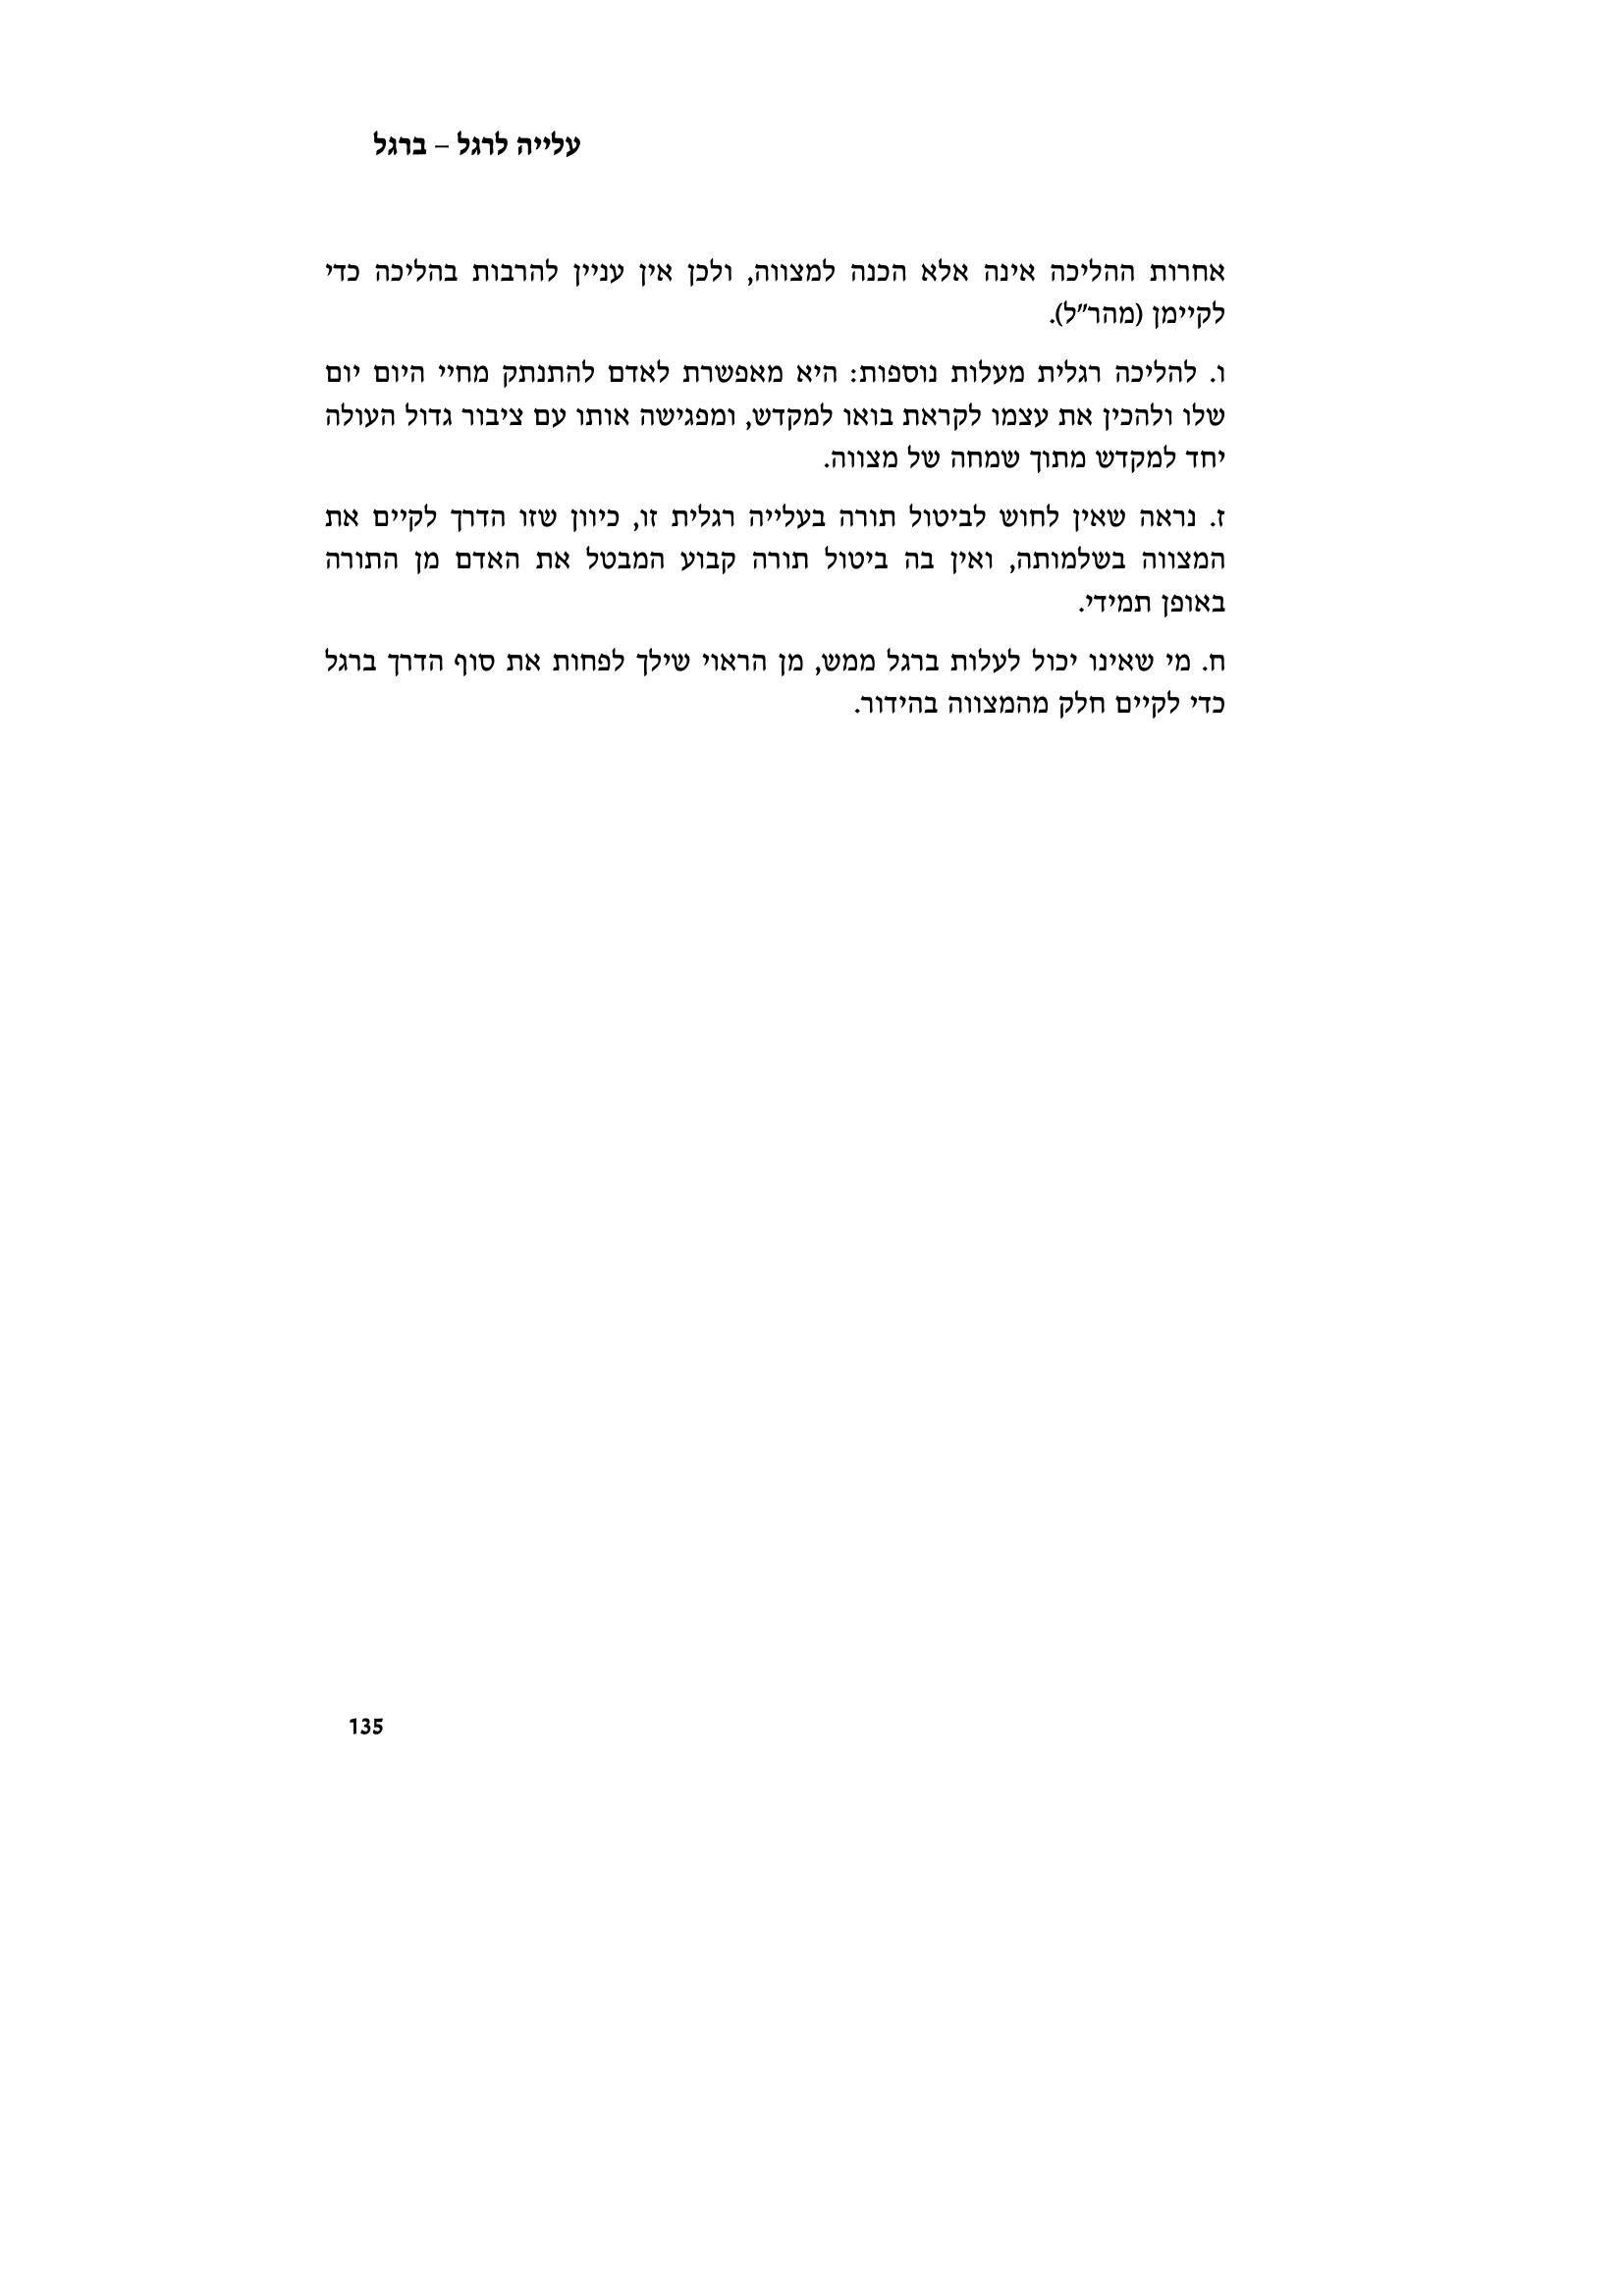 עלייה לרגל – ברגל
אחרות ההליכה אינה אלא הכנה למצווה, ולכן אין עניין להרבות בהליכה כדי
לקיימן (מהר"ל).
ו. להליכה רגלית מעלות נוספות: היא מאפשרת לאדם להתנתק מחיי היום יום
שלו ולהכין את עצמו לקראת בואו למקדש, ומפגישה אותו עם ציבור גדול העולה
יחד למקדש מתוך שמחה של מצווה.
ז. נראה שאין לחוש לביטול תורה בעלייה רגלית זו, כיוון שזו הדרך לקיים את
המצווה בשלמותה, ואין בה ביטול תורה קבוע המבטל את האדם מן התורה
באופן תמידי.
ח. מי שאינו יכול לעלות ברגל ממש, מן הראוי שילך לפחות את סוף הדרך ברגל
כדי לקיים חלק מהמצווה בהידור.
135